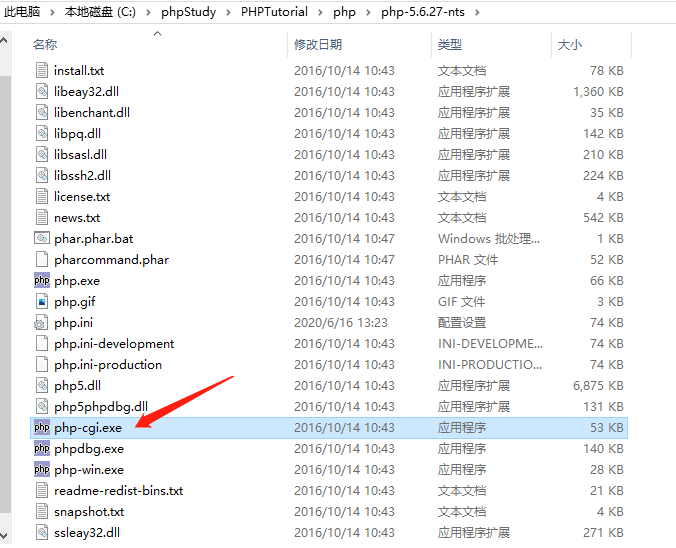 此电脑 › 本地磁盘 (C:) › phpStudy › PHPTutorial › php › php-5.6.27-nts ›
名称 修改日期 类型 大小
install.txt 2016/10/14 10:43 文本文档 78 KB
libeay32.dll 2016/10/14 10:43 应用程序扩展 1,360 KB
libenchant.dll 2016/10/14 10:43 应用程序扩展 35 KB
libpq.dll 2016/10/14 10:43 应用程序扩展 142 KB
libsasl.dll 2016/10/14 10:43 应用程序扩展 210 KB
libssh2.dll 2016/10/14 10:43 应用程序扩展 224 KB
license.txt 2016/10/14 10:43 文本文档 4 KB
news.txt 2016/10/14 10:43 文本文档 542 KB
phar.phar.bat 2016/10/14 10:47 Windows 批处理... 1 KB
pharcommand.phar 2016/10/14 10:47 PHAR 文件 52 KB
php php.exe 2016/10/14 10:43 应用程序 66 KB
php.gif 2016/10/14 10:43 GIF 文件 3 KB
php.ini 2020/6/16 13:23 配置设置 74 KB
php.ini-development 2016/10/14 10:43 INI-DEVELOPME... 74 KB
php.ini-production 2016/10/14 10:43 INI-PRODUCTIO... 74 KB
php5.dll 2016/10/14 10:43 应用程序扩展 6,875 KB
php5phpdbg.dll 2016/10/14 10:43 应用程序扩展 131 KB
php php-cgi.exe 2016/10/14 10:43 应用程序 53 KB
php phpdbg.exe 2016/10/14 10:43 应用程序 140 KB
php php-win.exe 2016/10/14 10:43 应用程序 28 KB
readme-redist-bins.txt 2016/10/14 10:43 文本文档 21 KB
snapshot.txt 2016/10/14 10:43 文本文档 4 KB
ssleay32.dll 2016/10/14 10:43 应用程序扩展 271 KB